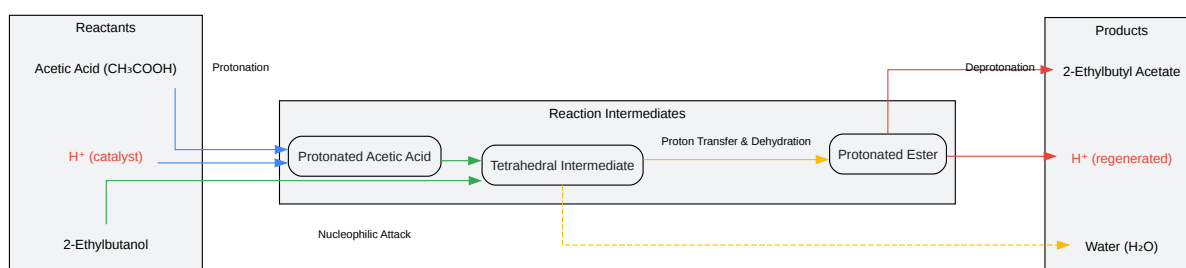 Reactants
Products
Acetic Acid (CH₃COOH)
Protonation
Deprotonation
2-Ethylbutyl Acetate
Reaction Intermediates
Proton Transfer & Dehydration
H⁺ (catalyst)
Protonated Acetic Acid
Tetrahedral Intermediate
Protonated Ester
H⁺ (regenerated)
Nucleophilic Attack
2-Ethylbutanol
Water (H₂O)